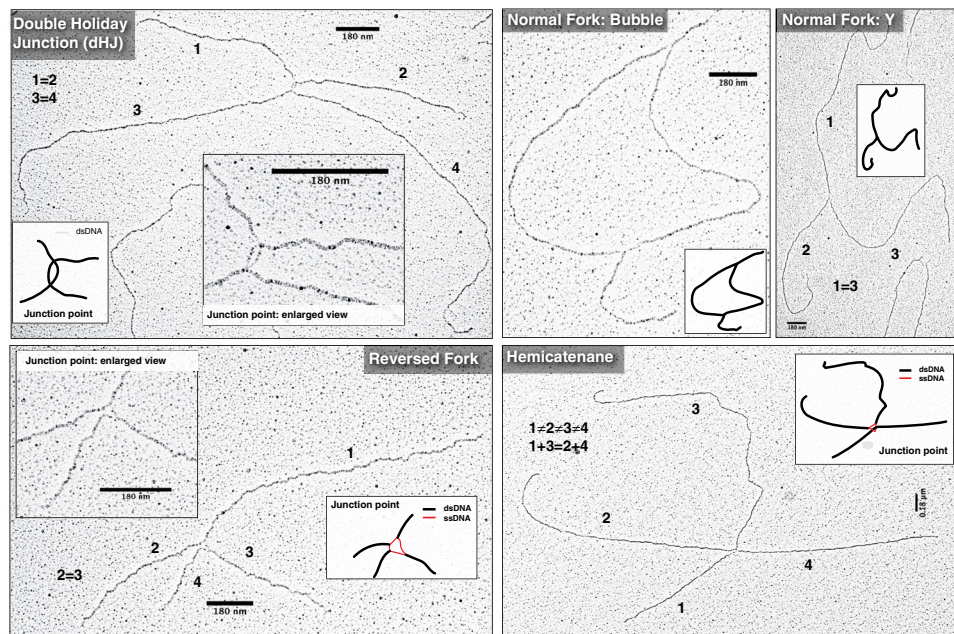 Double Holiday
Junction (dHJ)
180 nm
1
2
1=2
3=4
3
4
180 nm
dsDNA
Junction point
Junction point: enlarged view
Normal Fork: Bubble
180 nm
Normal Fork: Y
1
2
3
1=3
180 nm
Junction point: enlarged view
Reversed Fork
180 nm
1
Junction point
dsDNA
ssDNA
2
3
2=3
4
180 nm
Hemicatenane
dsDNA
ssDNA
Junction point
3
1≠2≠3≠4
1+3=2+4
0.18 µm
2
4
1